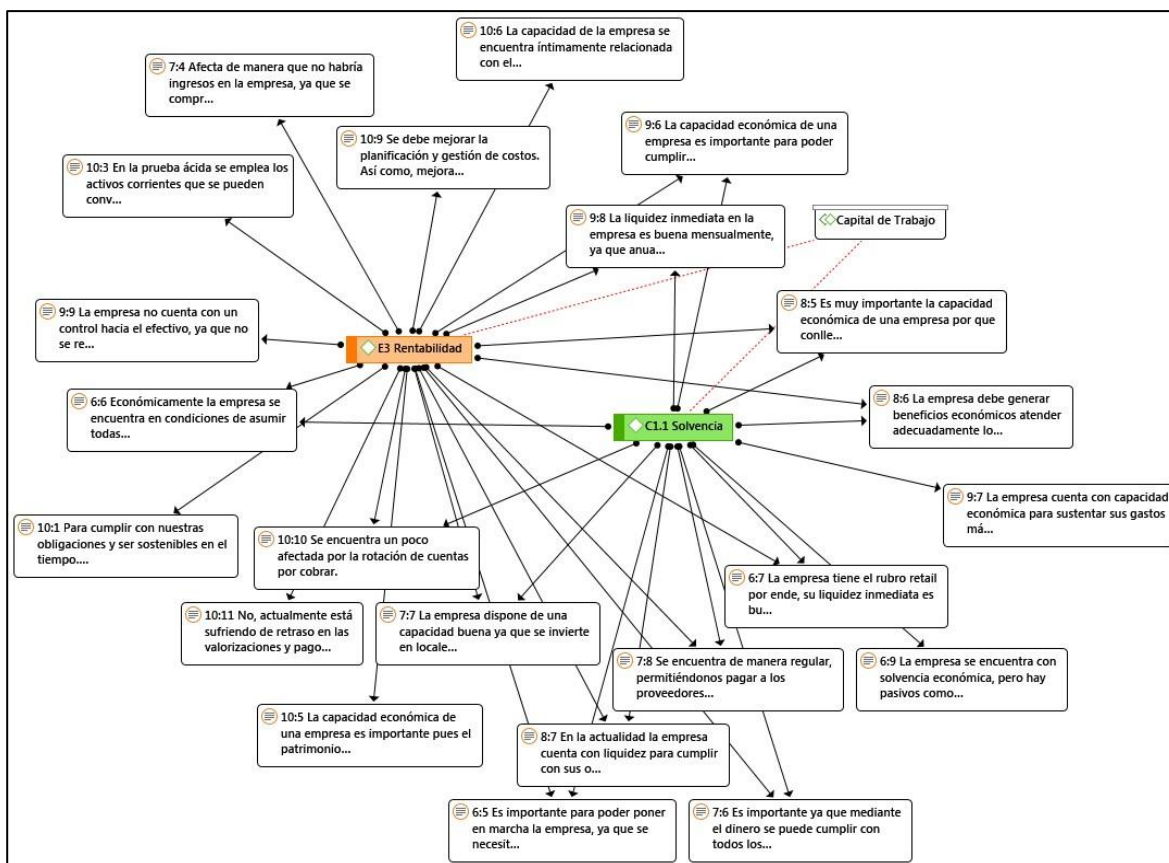 10:6 La capacidad de la empresa se
encuentra íntimamente relacionada
con el...
7:4 Afecta de manera que no habría
ingresos en la empresa, ya que se
compr...
10:9 Se debe mejorar la
planificación y gestión de costos.
Así como, mejora...
9:6 La capacidad económica de una
empresa es importante para poder
cumplir...
10:3 En la prueba ácida se emplea los
activos corrientes que se pueden
conv...
9:8 La liquidez inmediata en la
empresa es buena mensualmente,
ya que anua...
Capital de Trabajo
9:9 La empresa no cuenta con un
control hacia el efectivo, ya que no
se re...
8:5 Es muy importante la capacidad
económica de una empresa por que
conlle...
E3 Rentabilidad
6:6 Económicamente la empresa se
encuentra en condiciones de asumir
todas...
8:6 La empresa debe generar
beneficios económicos atender
adecuadamente lo...
C1.1 Solvencia
9:7 La empresa cuenta con capacidad
económica para sustentar sus gastos
má...
10:1 Para cumplir con nuestras
obligaciones y ser sostenibles en el
tiempo....
10:10 Se encuentra un poco
afectada por la rotación de cuentas
por cobrar.
6:7 La empresa tiene el rubro retail
por ende, su liquidez inmediata es
bu...
10:11 No, actualmente está
sufriendo de retraso en las
valorizaciones y pago...
7:7 La empresa dispone de una
capacidad buena ya que se invierte
en locale...
7:8 Se encuentra de manera regular,
permitiéndonos pagar a los
proveedores...
6:9 La empresa se encuentra con
solvencia económica, pero hay
pasivos como...
10:5 La capacidad económica de
una empresa es importante pues el
patrimonio...
8:7 En la actualidad la empresa
cuenta con liquidez para cumplir
con sus o...
6:5 Es importante para poder poner
en marcha la empresa, ya que se
necesit...
7:6 Es importante ya que mediante
el dinero se puede cumplir con
todos los...